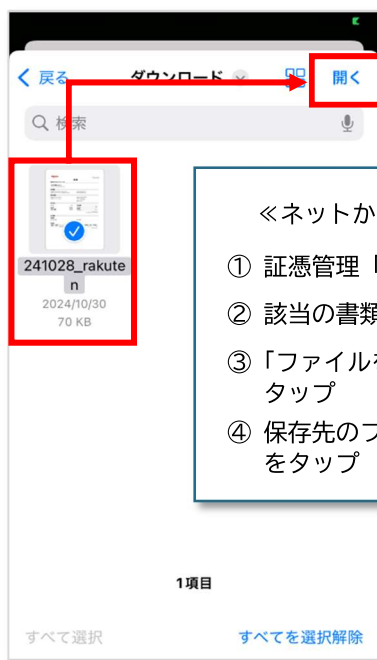 戻る
ダウンロード
開く
検索
241028_rakute
n
2024/10/30
70 KB
≪ネットか
① 証憑管理「
② 該当の書類
③「ファイルを
タップ
④ 保存先のフ
をタップ
1項目
すべて選択
すべてを選択解除